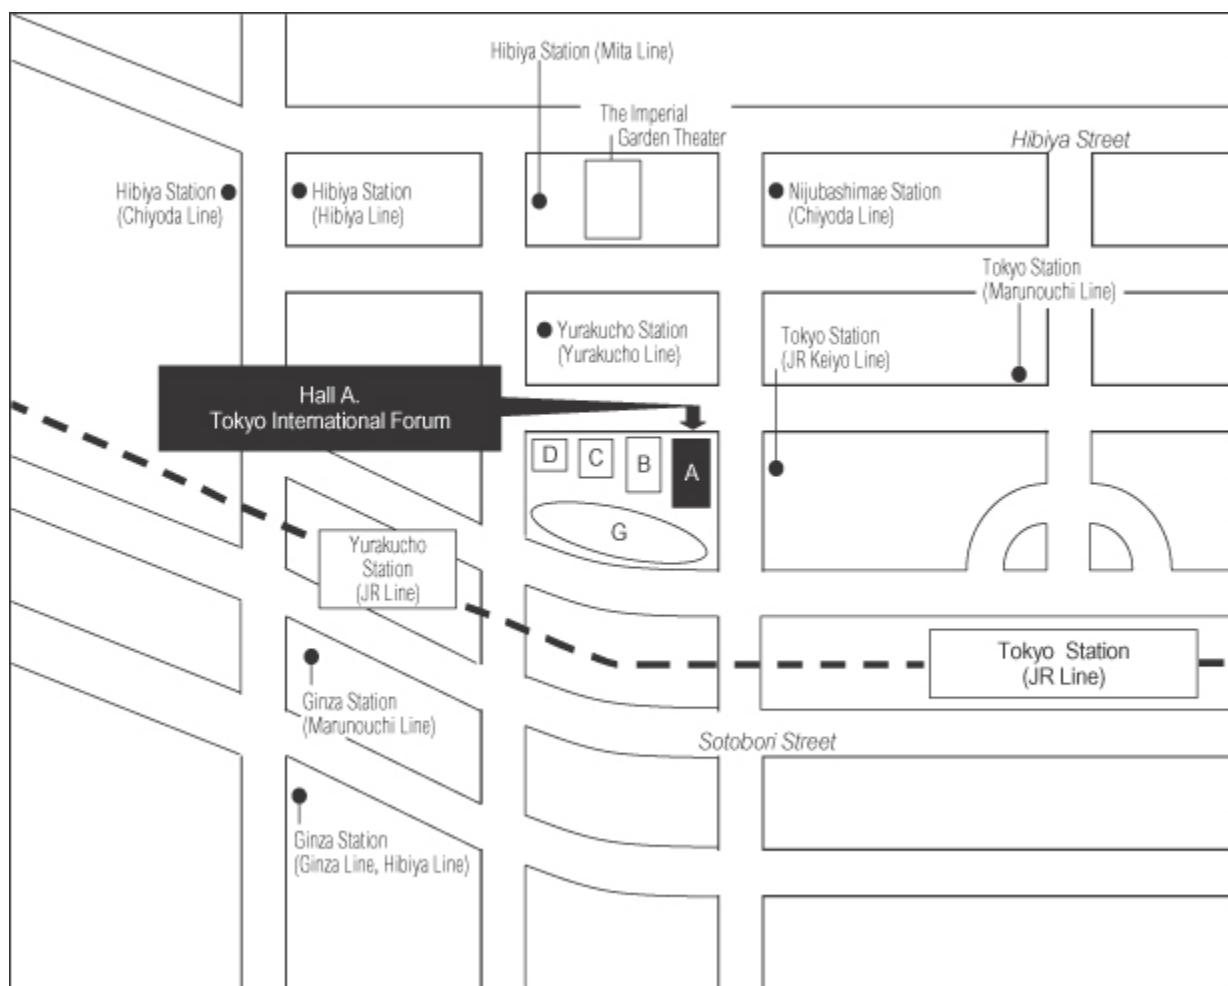 Hibiya Station (Mita Line)
The Imperial
Garden Theater
Hibiya Street
Hibiya Station
(Chiyoda Line)
Hibiya Station
(Hibiya Line)
Nijubashimae Station
(Chiyoda Line)
Tokyo Station
(Marunouchi Line)
Yurakucho Station
(Yurakucho Line)
Tokyo Station
(JR Keiyo Line)
Hall A.
Tokyo International Forum
D
C
B
A
G
Yurakucho
Station
(JR Line)
Tokyo Station
(JR Line)
Ginza Station
(Marunouchi Line)
Sotobori Street
Ginza Station
(Ginza Line, Hibiya Line)